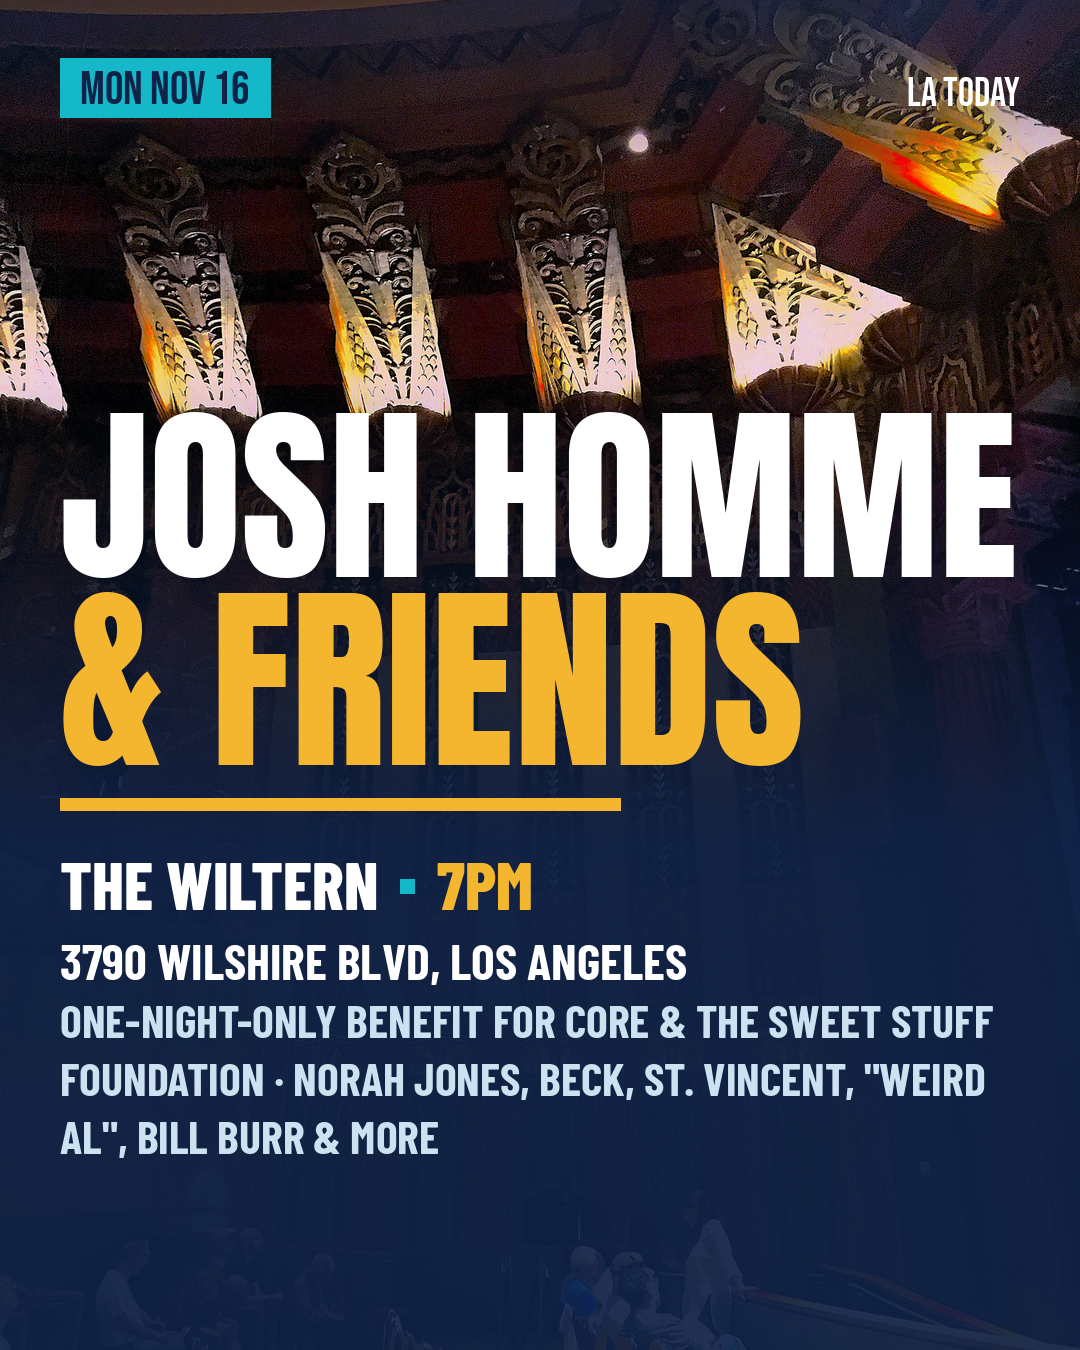 MON NOV 16
LA TODAY
JOSH HOMME
& FRIENDS
THE WILTERN ▪ 7PM
3790 WILSHIRE BLVD, LOS ANGELES
ONE-NIGHT-ONLY BENEFIT FOR CORE & THE SWEET STUFF
FOUNDATION · NORAH JONES, BECK, ST. VINCENT, "WEIRD
AL", BILL BURR & MORE